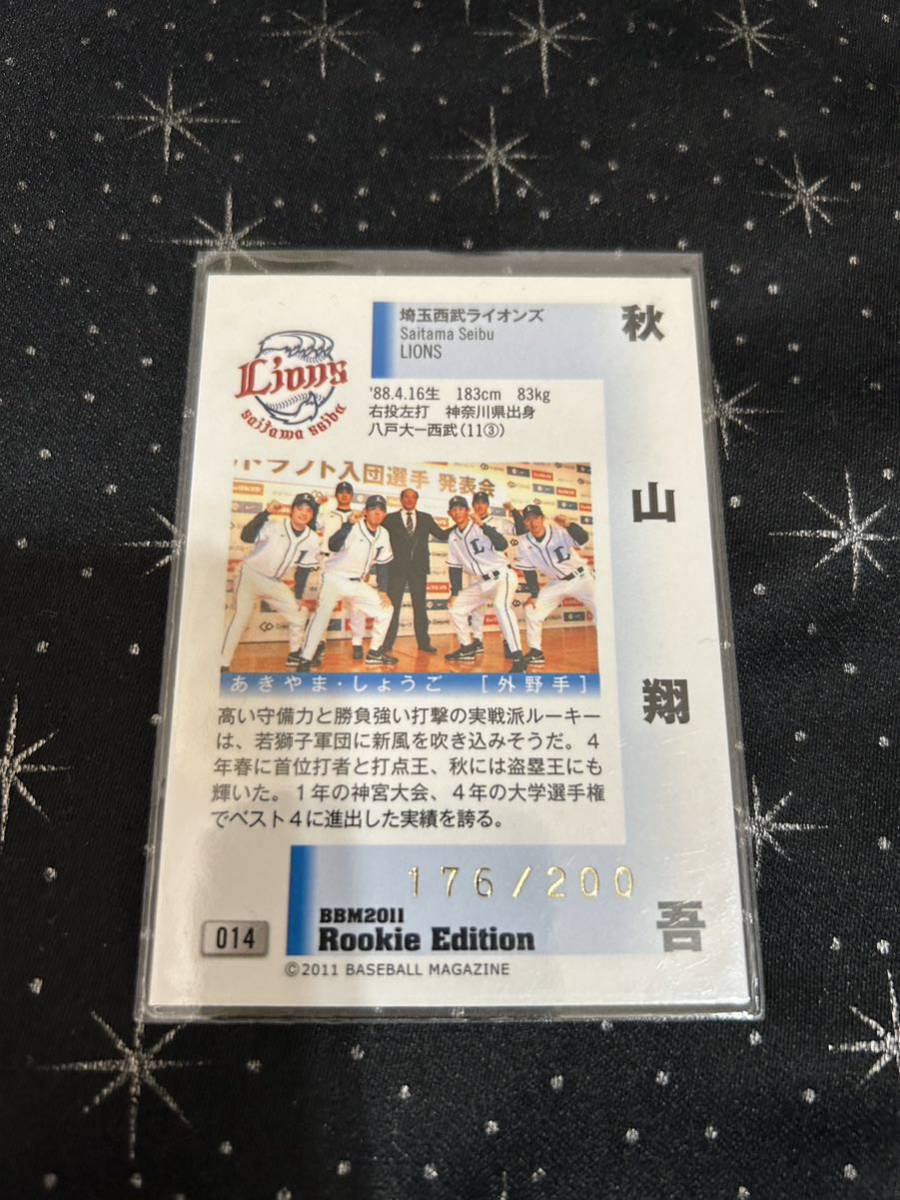 埼玉西武ライオンズ
Saitama Seibu
LIONS
Lions
saitama seibu
'88.4.16生 183cm 83kg
右投左打 神奈川県出身
八戸大ー西武(11③)
ドラフト入団選手 発表会
あきやま・しょうご [外野手]
高い守備力と勝負強い打撃の実戦派ルーキー
は、若獅子軍団に新風を吹き込みそうだ。4
年春に首位打者と打点王、秋には盗塁王にも
輝いた。1年の神宮大会、4年の大学選手権
でベスト4に進出した実績を誇る。
秋山翔吾
176/200
014
BBM2011
Rookie Edition
©2011 BASEBALL MAGAZINE